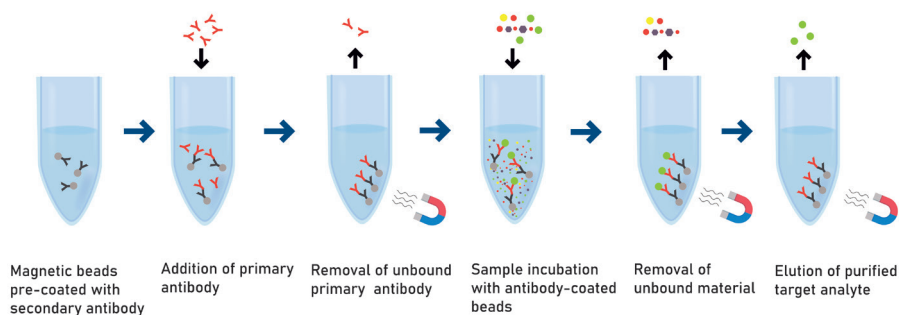 Magnetic beads
pre-coated with
secondary antibody
Addition of primary
antibody
Removal of unbound
primary antibody
Sample incubation
with antibody-coated
beads
Removal of
unbound material
Elution of purified
target analyte